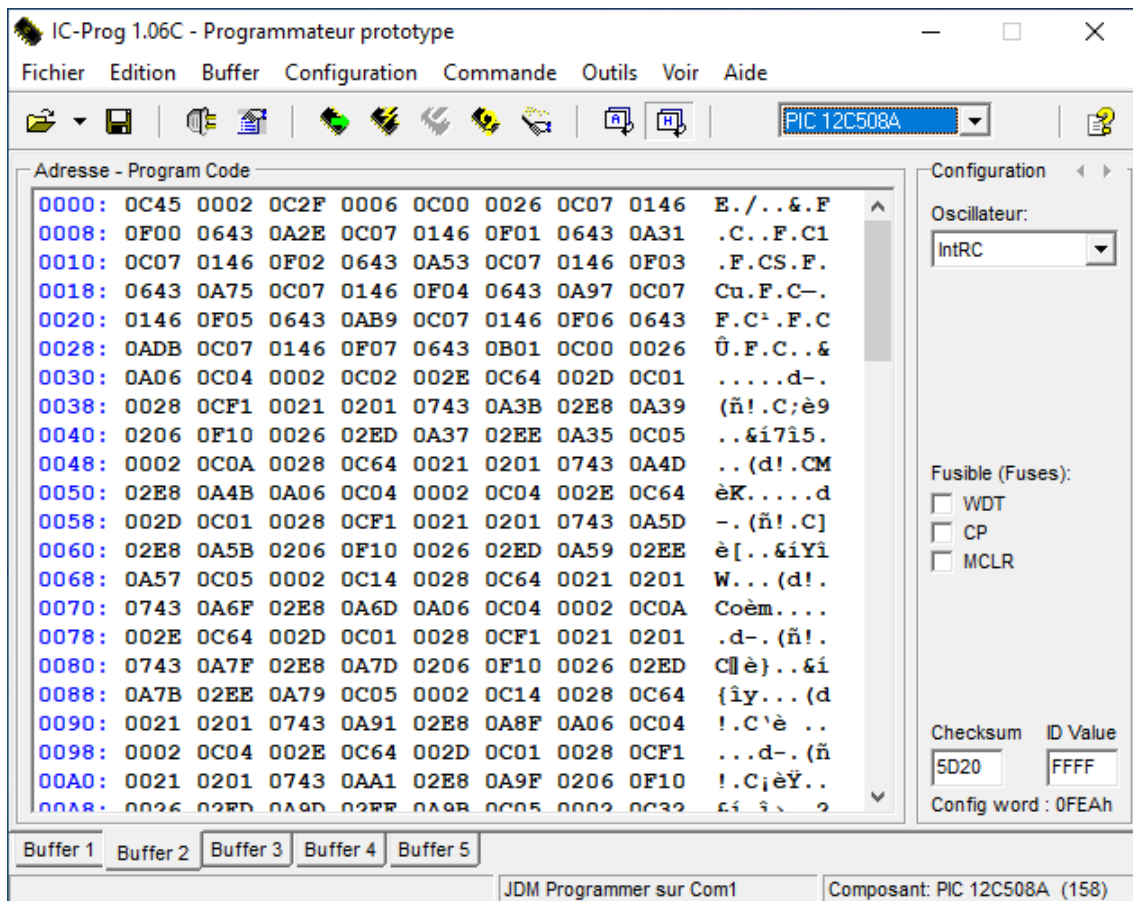 IC-Prog 1.06C - Programmateur prototype
Fichier Edition Buffer Configuration Commande Outils Voir Aide
PIC 12C508A
Adresse - Program Code
0000: 0C45 0002 0C2F 0006 0C00 0026 0C07 0146 E./..&.F
0008: 0F00 0643 0A2E 0C07 0146 0F01 0643 0A31 .C..F.C1
0010: 0C07 0146 0F02 0643 0A53 0C07 0146 0F03 .F.CS.F.
0018: 0643 0A75 0C07 0146 0F04 0643 0A97 0C07 Cu.F.C—.
0020: 0146 0F05 0643 0AB9 0C07 0146 0F06 0643 F.C¹.F.C
0028: 0ADB 0C07 0146 0F07 0643 0B01 0C00 0026 Û.F.C..&
0030: 0A06 0C04 0002 0C02 002E 0C64 002D 0C01 .....d-.
0038: 0028 0CF1 0021 0201 0743 0A3B 02E8 0A39 (ñ!.C;è9
0040: 0206 0F10 0026 02ED 0A37 02EE 0A35 0C05 ..&í7î5.
0048: 0002 0C0A 0028 0C64 0021 0201 0743 0A4D ..(d!.CM
0050: 02E8 0A4B 0A06 0C04 0002 0C04 002E 0C64 èK.....d
0058: 002D 0C01 0028 0CF1 0021 0201 0743 0A5D -.(ñ!.C]
0060: 02E8 0A5B 0206 0F10 0026 02ED 0A59 02EE è[..&íYî
0068: 0A57 0C05 0002 0C14 0028 0C64 0021 0201 W...(d!.
0070: 0743 0A6F 02E8 0A6D 0A06 0C04 0002 0C0A Coèm....
0078: 002E 0C64 002D 0C01 0028 0CF1 0021 0201 .d-.(ñ!.
0080: 0743 0A7F 02E8 0A7D 0206 0F10 0026 02ED C è}..&í
0088: 0A7B 02EE 0A79 0C05 0002 0C14 0028 0C64 {îy...(d
0090: 0021 0201 0743 0A91 02E8 0A8F 0A06 0C04 !.C‘è ..
0098: 0002 0C04 002E 0C64 002D 0C01 0028 0CF1 ...d-.(ñ
00A0: 0021 0201 0743 0AA1 02E8 0A9F 0206 0F10 !.C¡èŸ..
00A8: 0026 02ED 0A9D 02EE 0A9B 0C05 0002 0C32
Configuration
Oscillateur:
IntRC
Fusible (Fuses):
WDT
CP
MCLR
Checksum ID Value
5D20 FFFF
Config word : 0FEAh
Buffer 1 Buffer 2 Buffer 3 Buffer 4 Buffer 5
JDM Programmer sur Com1 Composant: PIC 12C508A (158)